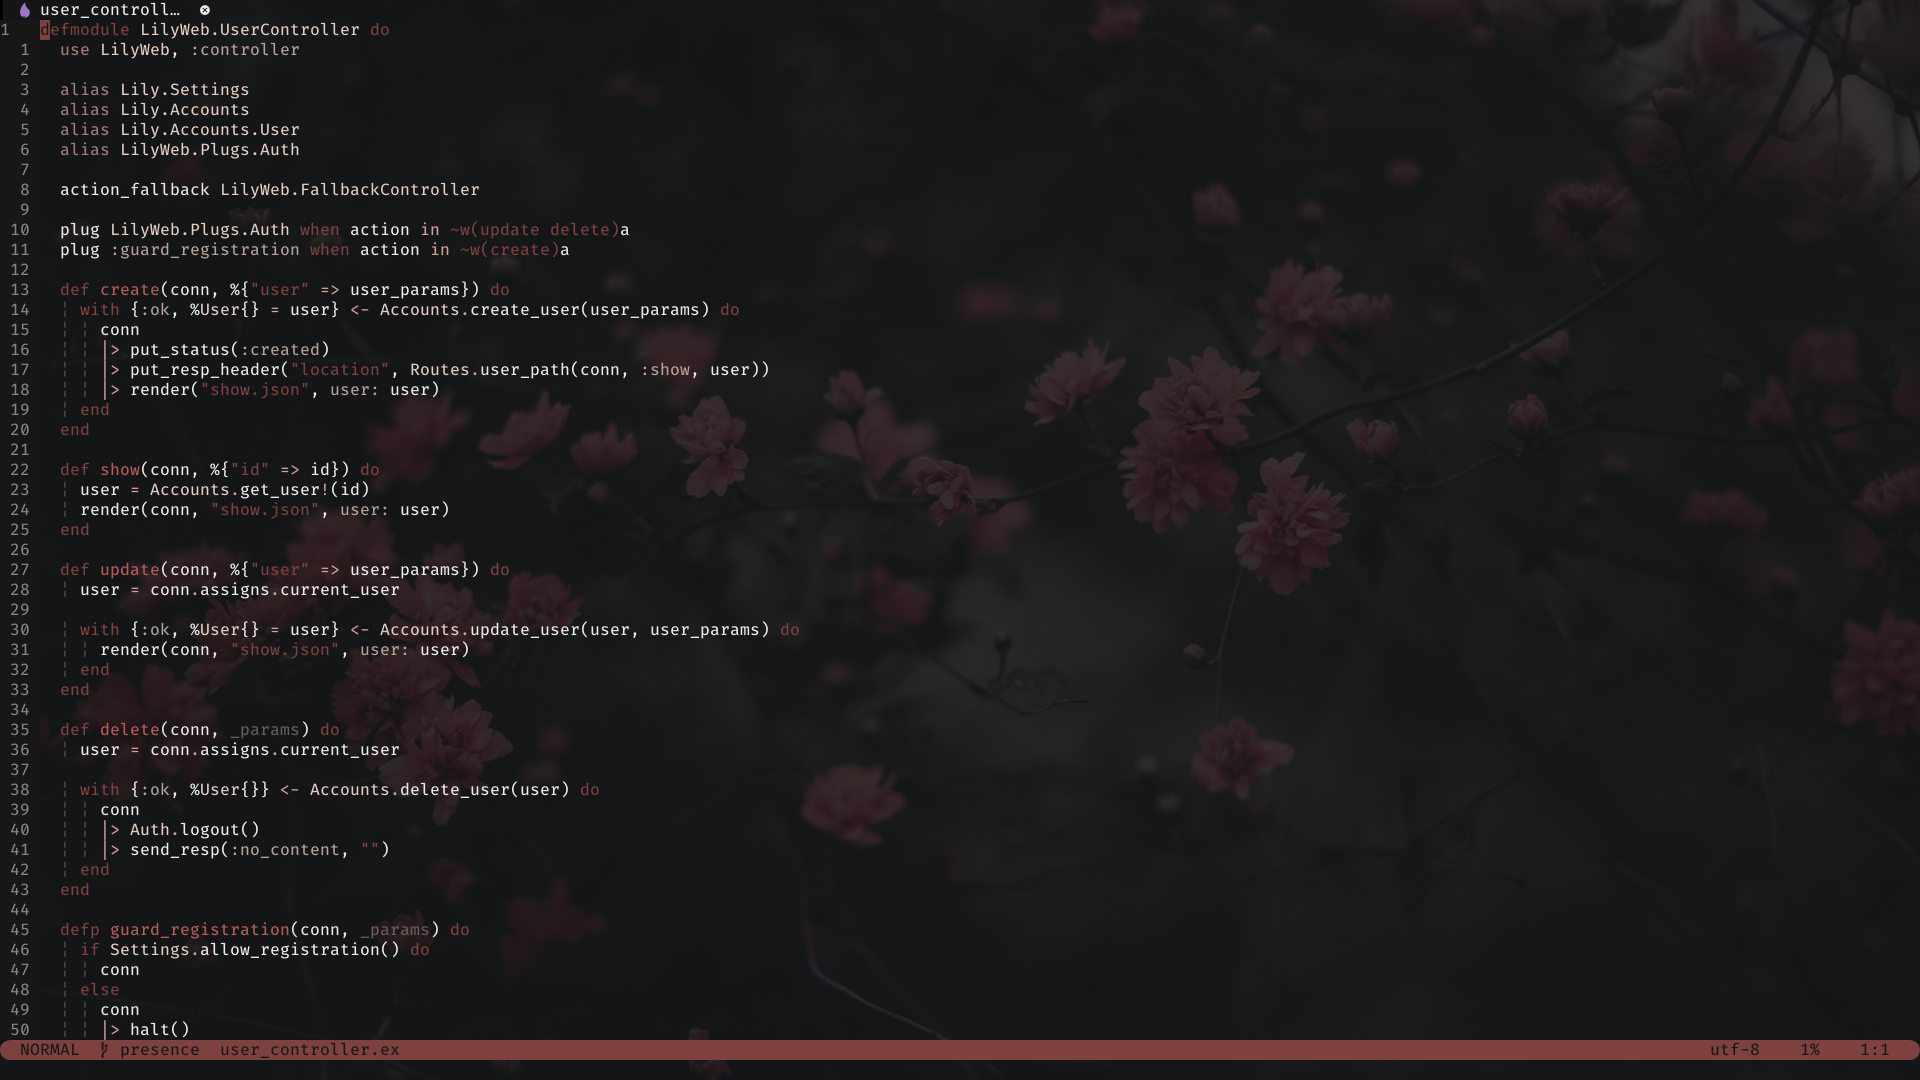 user_controll…
1 defmodule LilyWeb.UserController do
1 use LilyWeb, :controller
2
3 alias Lily.Settings
4 alias Lily.Accounts
5 alias Lily.Accounts.User
6 alias LilyWeb.Plugs.Auth
7
8 action_fallback LilyWeb.FallbackController
9
10 plug LilyWeb.Plugs.Auth when action in ~w(update delete)a
11 plug :guard_registration when action in ~w(create)a
12
13 def create(conn, %{"user" => user_params}) do
14 with {:ok, %User{} = user} <- Accounts.create_user(user_params) do
15 conn
16 |> put_status(:created)
17 |> put_resp_header("location", Routes.user_path(conn, :show, user))
18 |> render("show.json", user: user)
19 end
20 end
21
22 def show(conn, %{"id" => id}) do
23 user = Accounts.get_user!(id)
24 render(conn, "show.json", user: user)
25 end
26
27 def update(conn, %{"user" => user_params}) do
28 user = conn.assigns.current_user
29
30 with {:ok, %User{} = user} <- Accounts.update_user(user, user_params) do
31 render(conn, "show.json", user: user)
32 end
33 end
34
35 def delete(conn, _params) do
36 user = conn.assigns.current_user
37
38 with {:ok, %User{}} <- Accounts.delete_user(user) do
39 conn
40 |> Auth.logout()
41 |> send_resp(:no_content, "")
42 end
43 end
44
45 defp guard_registration(conn, _params) do
46 if Settings.allow_registration() do
47 conn
48 else
49 conn
50 |> halt()
NORMAL presence user_controller.ex utf-8 1% 1:1